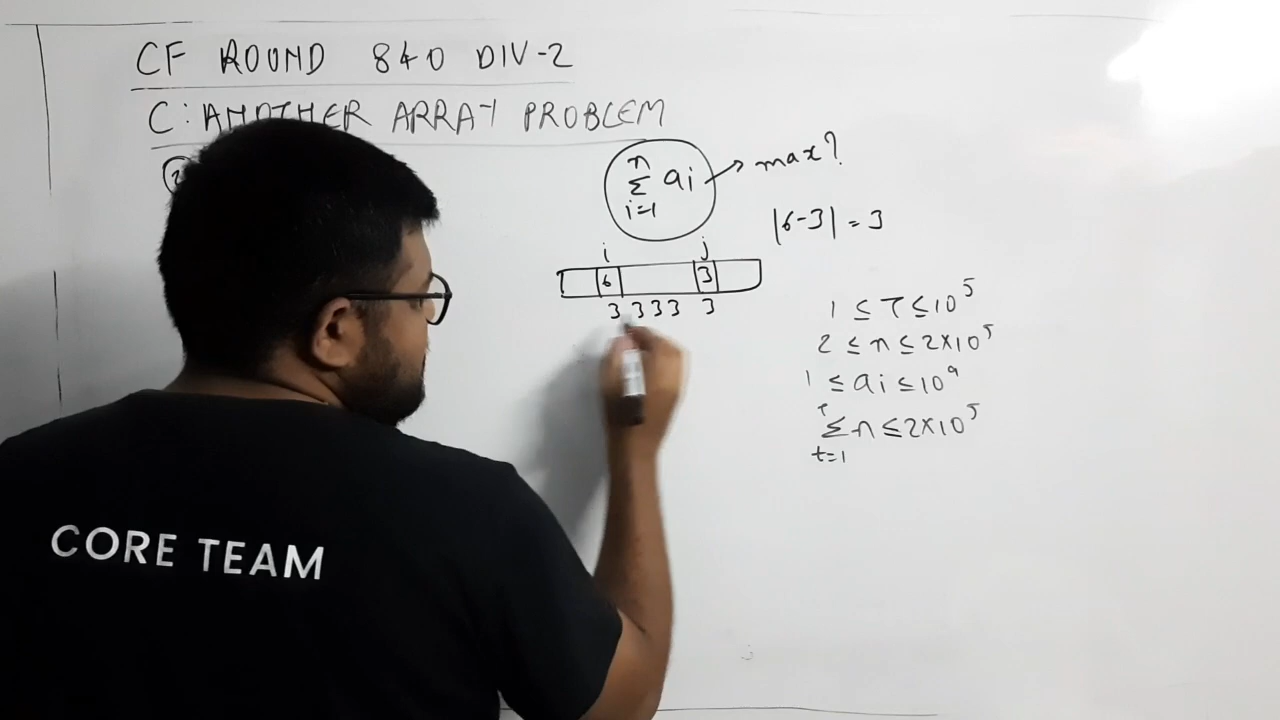 CF ROUND 840 DIV-2
C: ANOTHER ARRAY PROBLEM
n
Σ ai → max?
i=1
|6-3| = 3
i j
6 3
3 3 3 3 3
1 ≤ T ≤ 10^5
2 ≤ n ≤ 2×10^5
1 ≤ ai ≤ 10^9
T
Σ n ≤ 2×10^5
t=1
CORE TEAM